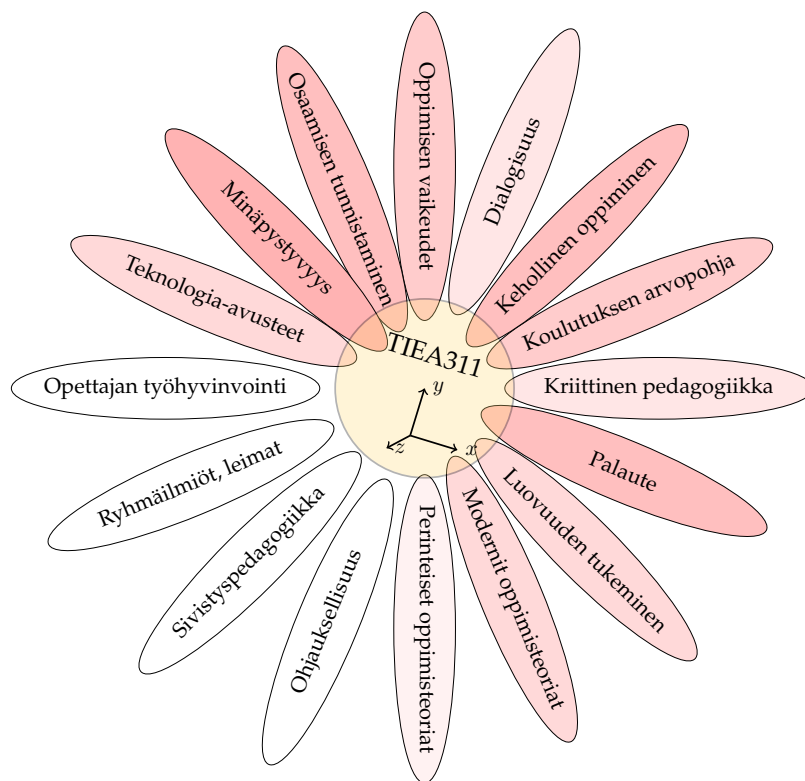 Oppimisen vaikeudet
Dialogisuus
Kehollinen oppiminen
Koulutuksen arvopohja
Kriittinen pedagogiikka
Palaute
Luovuuden tukeminen
Modernit oppimisteoriat
Perinteiset oppimisteoriat
Ohjauksellisuus
Sivistyspedagogiikka
Ryhmäilmiöt, leimat
Opettajan työhyvinvointi
Teknologia-avusteet
Minäpystyvyys
Osaamisen tunnistaminen
TIEA311
y
x
z